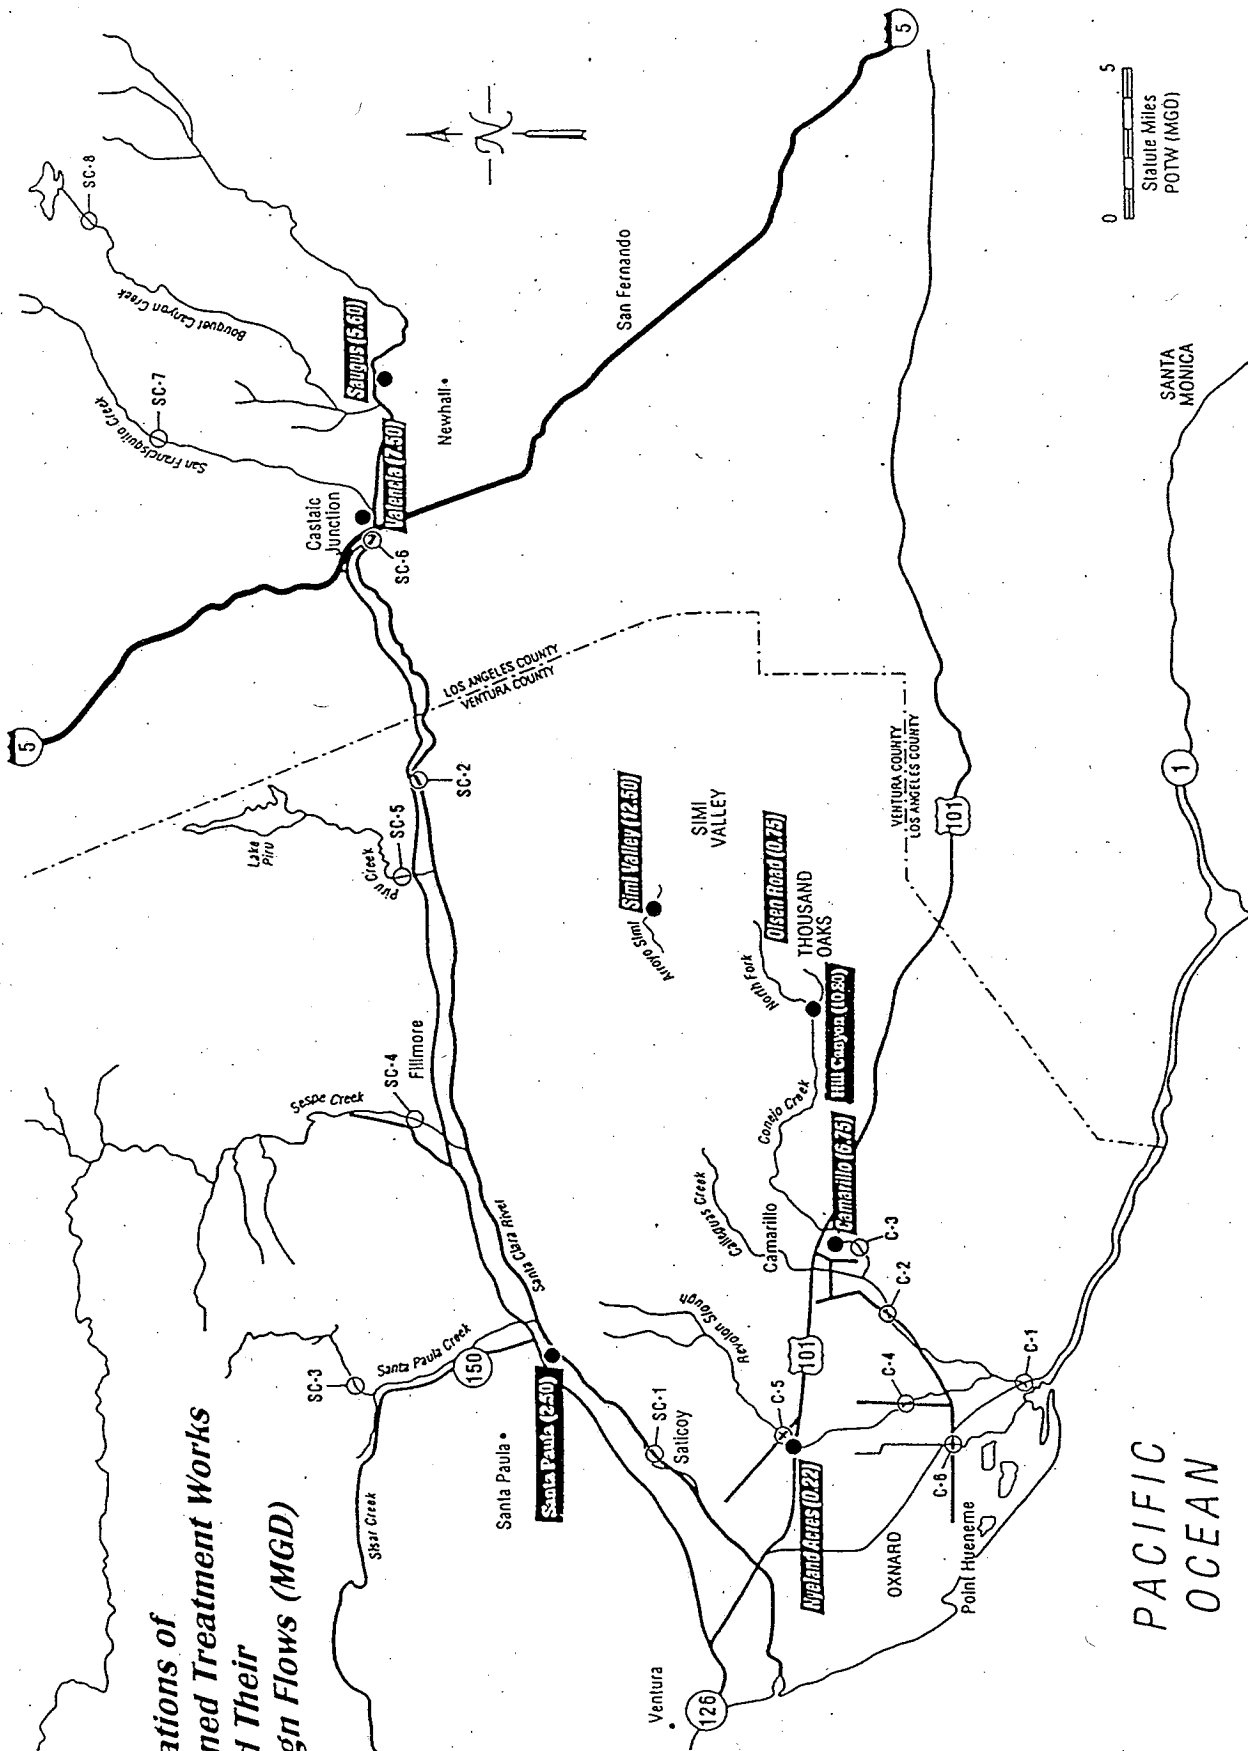 ations of
ned Treatment Works
d Their
gn Flows (MGD)
5
SC-8
Bouquet Canyon Creek
SC-7
San Francisquito Creek
Saugus (5.60)
Newhall
Valencia (7.50)
Castaic
Junction
SC-6
San Fernando
5
N
0 5
Statute Miles
POTW (MGD)
LOS ANGELES COUNTY
VENTURA COUNTY
SC-2
SC-5
Lake
Piru
Piru
Creek
Simi Valley (12.50)
SIMI
VALLEY
Arroyo Simi
Olsen Road (0.75)
THOUSAND
OAKS
North Fork
Hill Canyon (10.80)
Conejo Creek
VENTURA COUNTY
LOS ANGELES COUNTY
101
SANTA
MONICA
1
SC-4
Fillmore
Sespe Creek
Santa Clara River
Camarillo (6.75)
C-3
Calleguas Creek
Camarillo
C-2
Revolon Slough
101
C-4
C-1
C-5
Santa Paula Creek
150
SC-3
Santa Paula (2.50)
Santa Paula
SC-1
Saticoy
Sisar Creek
Nyeland Acres (0.22)
C-6
OXNARD
Point Hueneme
Ventura
126
PACIFIC
OCEAN